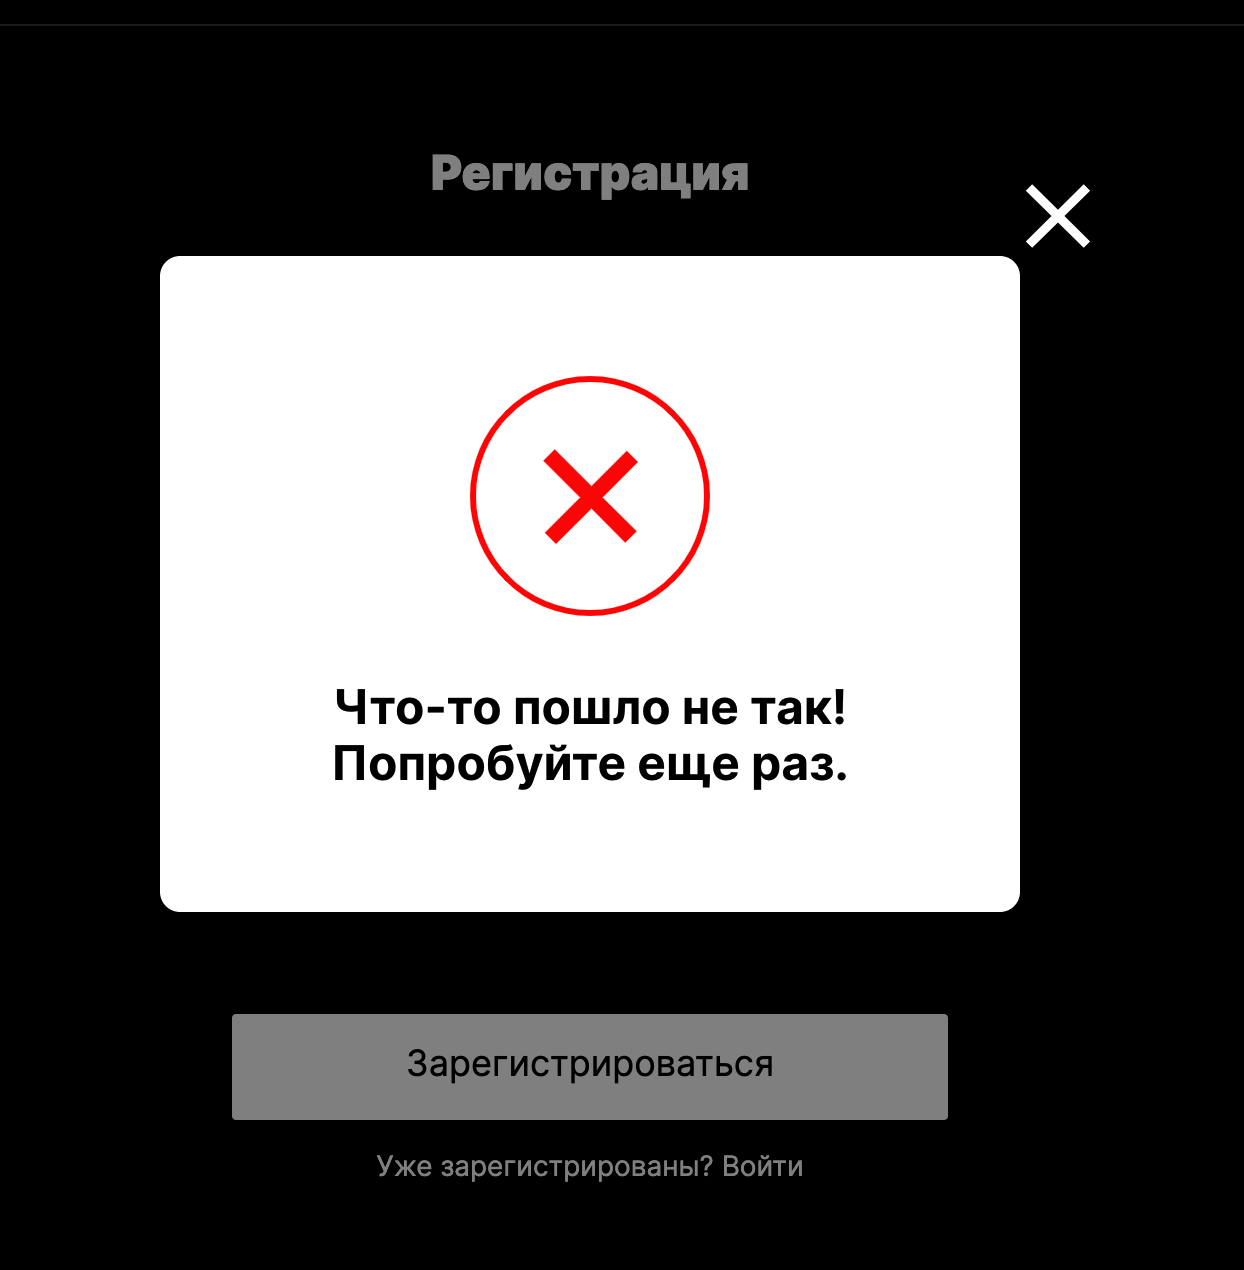 Регистрация
Что-то пошло не так!
Попробуйте еще раз.
Зарегистрироваться
Уже зарегистрированы? Войти